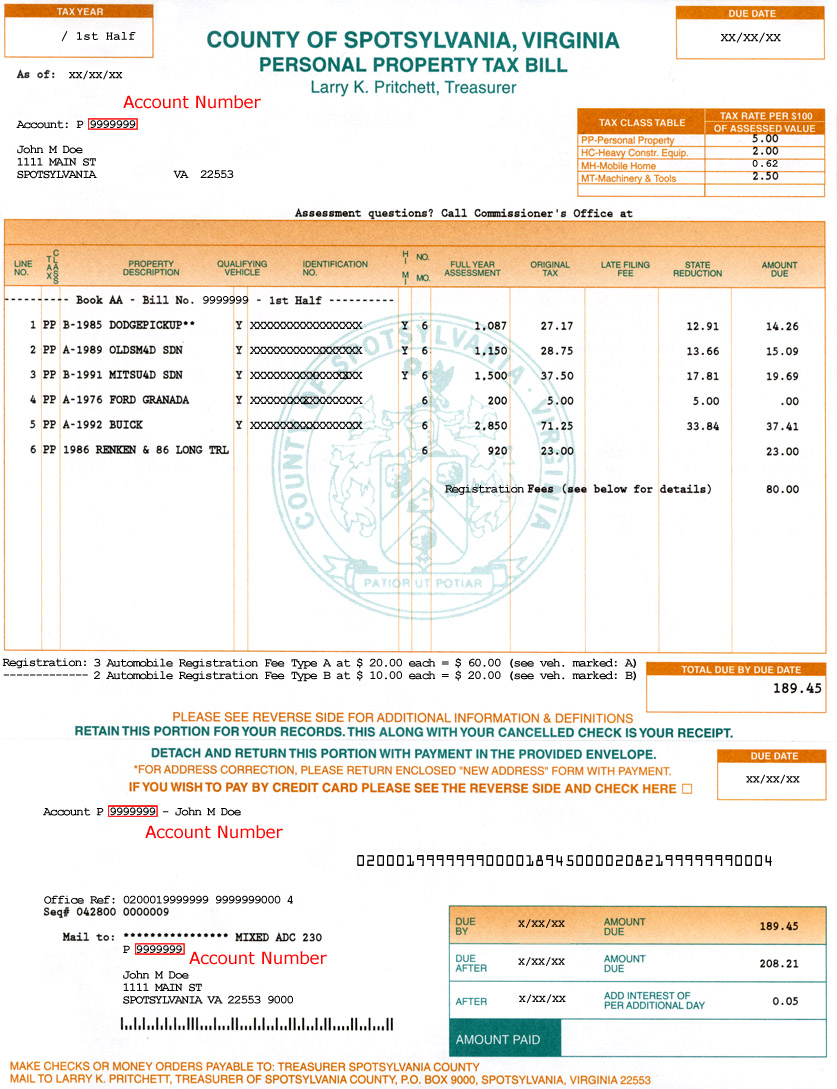 TAX YEAR
/ 1st Half
COUNTY OF SPOTSYLVANIA, VIRGINIA
PERSONAL PROPERTY TAX BILL
Larry K. Pritchett, Treasurer
DUE DATE
XX/XX/XX
As of: XX/XX/XX
Account Number
Account: P 9999999
John M Doe
1111 MAIN ST
SPOTSYLVANIA VA 22553
TAX CLASS TABLE TAX RATE PER $100 OF ASSESSED VALUE
PP-Personal Property 5.00
HC-Heavy Constr. Equip. 2.00
MH-Mobile Home 0.62
MT-Machinery & Tools 2.50
Assessment questions? Call Commissioner's Office at
LINE NO. TAX CLASS PROPERTY DESCRIPTION QUALIFYING VEHICLE IDENTIFICATION NO. HI MI NO. MO. FULL YEAR ASSESSMENT ORIGINAL TAX LATE FILING FEE STATE REDUCTION AMOUNT DUE
---------- Book AA - Bill No. 9999999 - 1st Half ----------
1 PP B-1985 DODGEPICKUP** Y XXXXXXXXXXXXXXXXX Y 6 1,087 27.17 12.91 14.26
2 PP A-1989 OLDSM4D SDN Y XXXXXXXXXXXXXXXXX Y 6 1,150 28.75 13.66 15.09
3 PP B-1991 MITSU4D SDN Y XXXXXXXXXXXXXXXXX Y 6 1,500 37.50 17.81 19.69
4 PP A-1976 FORD GRANADA Y XXXXXXXXXXXXXXXXX 6 200 5.00 5.00 .00
5 PP A-1992 BUICK Y XXXXXXXXXXXXXXXXX 6 2,850 71.25 33.84 37.41
6 PP 1986 RENKEN & 86 LONG TRL 6 920 23.00 23.00
Registration Fees (see below for details) 80.00
COUNTY OF SPOTSYLVANIA · VIRGINIA
PATIOR UT POTIAR
Registration: 3 Automobile Registration Fee Type A at $ 20.00 each = $ 60.00 (see veh. marked: A)
------------- 2 Automobile Registration Fee Type B at $ 10.00 each = $ 20.00 (see veh. marked: B)
TOTAL DUE BY DUE DATE
189.45
PLEASE SEE REVERSE SIDE FOR ADDITIONAL INFORMATION & DEFINITIONS
RETAIN THIS PORTION FOR YOUR RECORDS. THIS ALONG WITH YOUR CANCELLED CHECK IS YOUR RECEIPT.
DETACH AND RETURN THIS PORTION WITH PAYMENT IN THE PROVIDED ENVELOPE.
*FOR ADDRESS CORRECTION, PLEASE RETURN ENCLOSED "NEW ADDRESS" FORM WITH PAYMENT.
IF YOU WISH TO PAY BY CREDIT CARD PLEASE SEE THE REVERSE SIDE AND CHECK HERE
DUE DATE
XX/XX/XX
Account P 9999999 - John M Doe
Account Number
0200019999999900001894500002082199999990004
Office Ref: 0200019999999 9999999000 4
Seq# 042800 0000009
Mail to: **************** MIXED ADC 230
P 9999999
Account Number
John M Doe
1111 MAIN ST
SPOTSYLVANIA VA 22553 9000
DUE BY X/XX/XX AMOUNT DUE 189.45
DUE AFTER X/XX/XX AMOUNT DUE 208.21
AFTER X/XX/XX ADD INTEREST OF PER ADDITIONAL DAY 0.05
AMOUNT PAID
MAKE CHECKS OR MONEY ORDERS PAYABLE TO: TREASURER SPOTSYLVANIA COUNTY
MAIL TO LARRY K. PRITCHETT, TREASURER OF SPOTSYLVANIA COUNTY, P.O. BOX 9000, SPOTSYLVANIA, VIRGINIA 22553